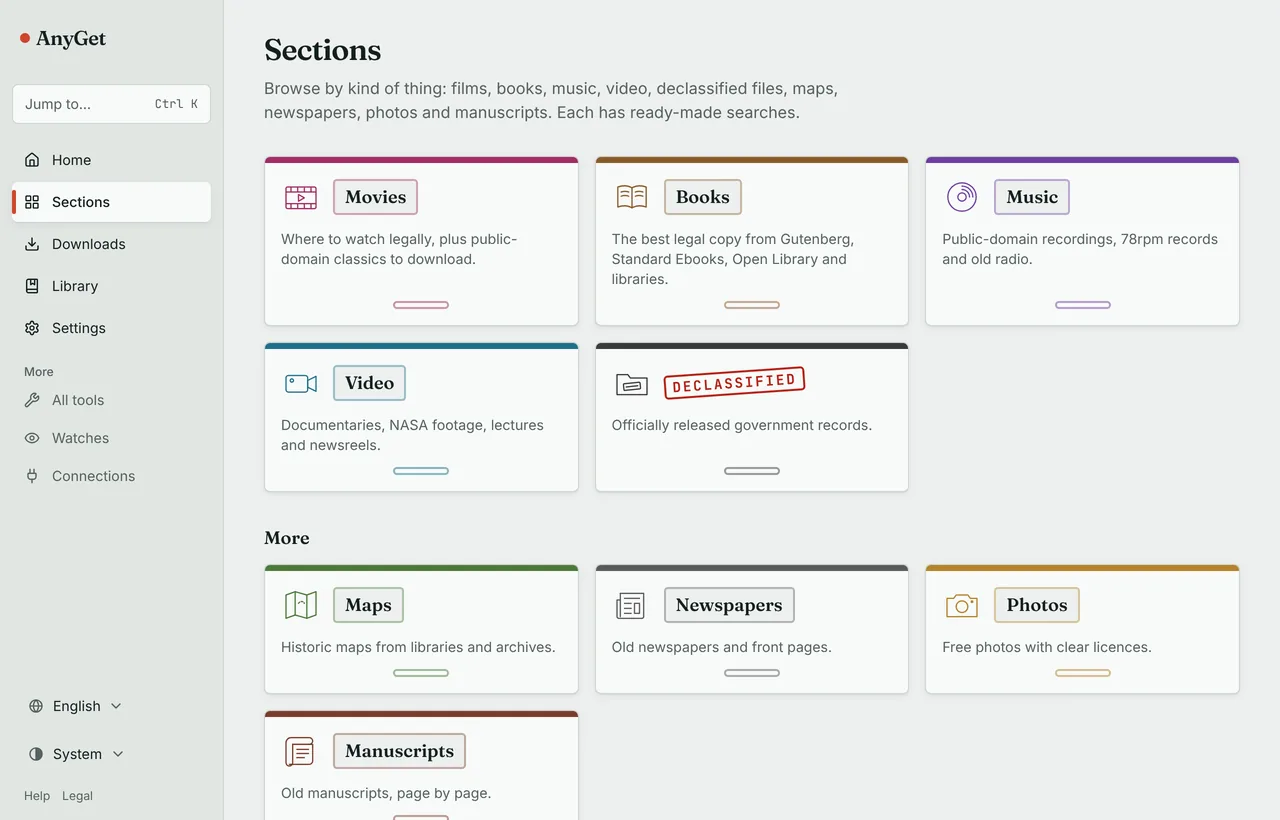 AnyGet
Jump to... Ctrl K
Home
Sections
Downloads
Library
Settings
More
All tools
Watches
Connections
English
System
Help Legal
Sections
Browse by kind of thing: films, books, music, video, declassified files, maps,
newspapers, photos and manuscripts. Each has ready-made searches.
Movies
Where to watch legally, plus public-
domain classics to download.
Books
The best legal copy from Gutenberg,
Standard Ebooks, Open Library and
libraries.
Music
Public-domain recordings, 78rpm records
and old radio.
Video
Documentaries, NASA footage, lectures
and newsreels.
DECLASSIFIED
Officially released government records.
More
Maps
Historic maps from libraries and archives.
Newspapers
Old newspapers and front pages.
Photos
Free photos with clear licences.
Manuscripts
Old manuscripts, page by page.